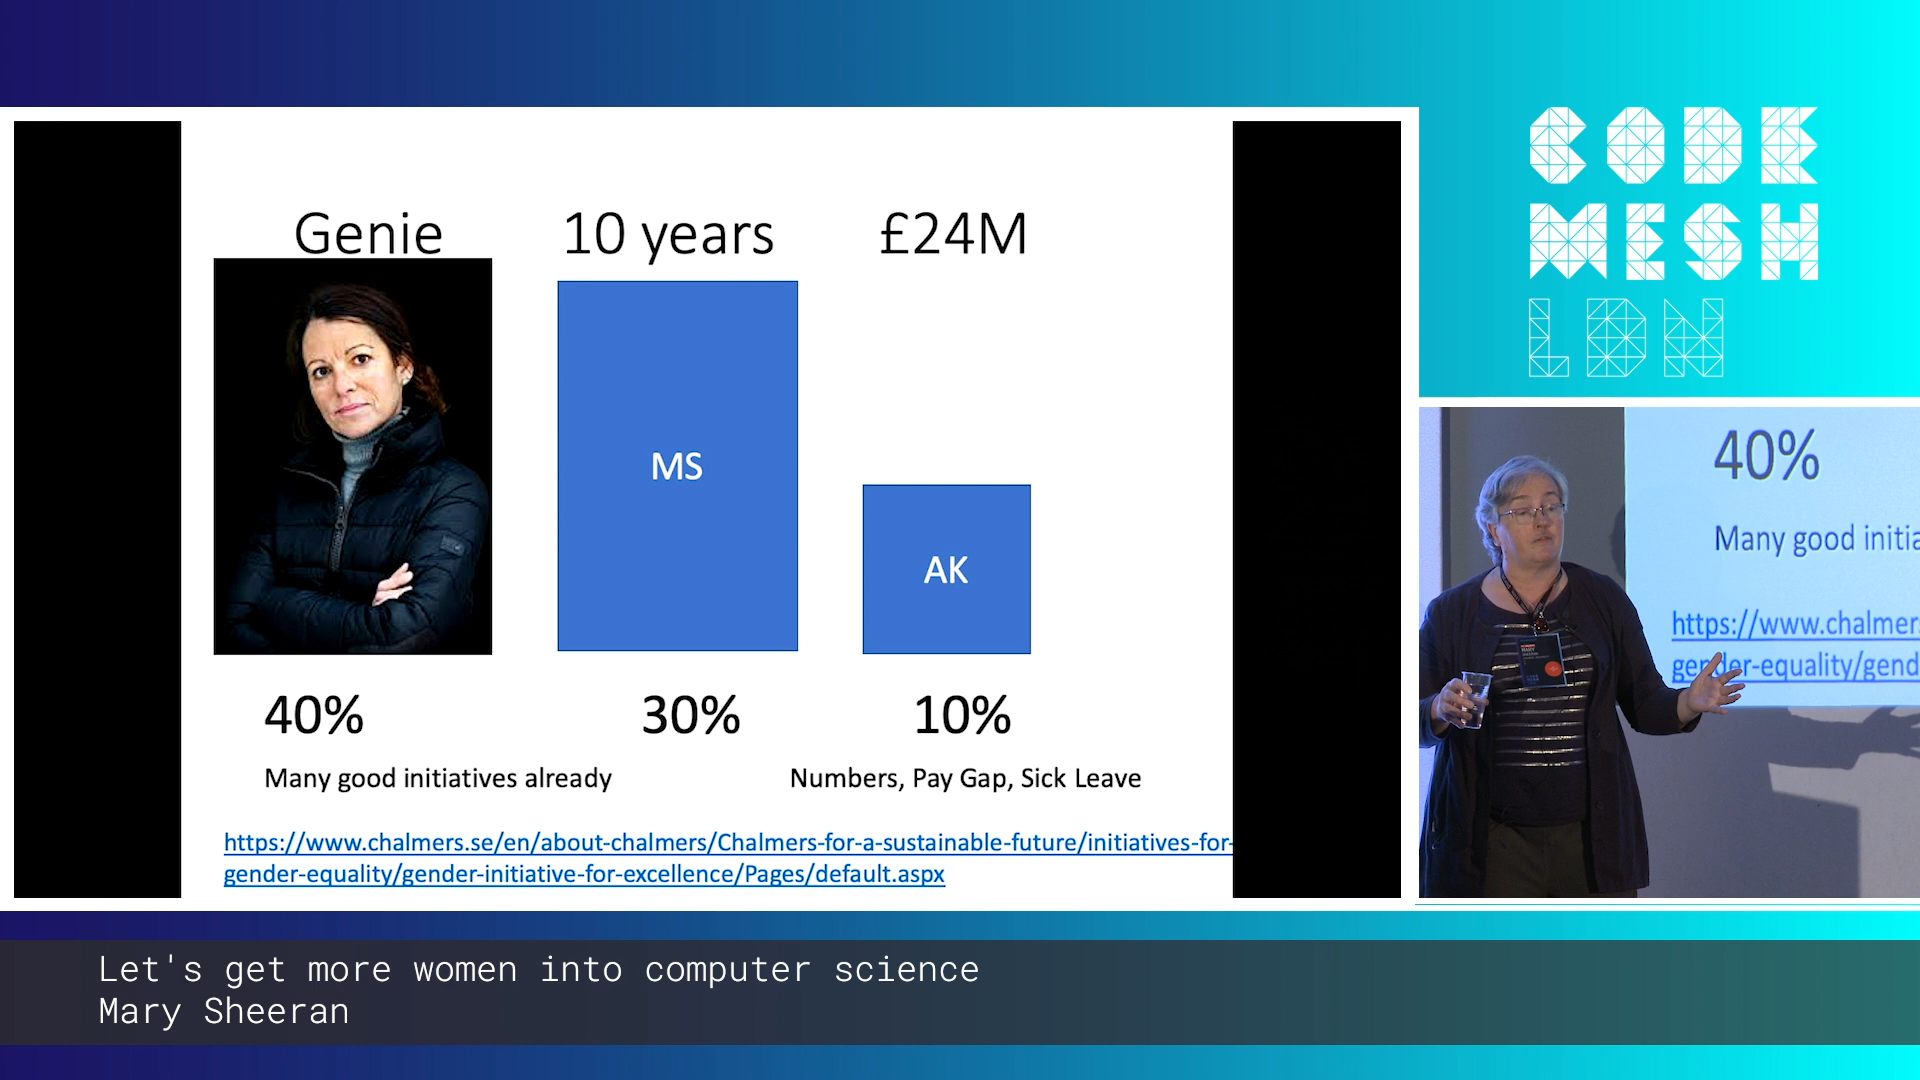 Genie 10 years £24M
MS
AK
40% 30% 10%
Many good initiatives already Numbers, Pay Gap, Sick Leave
https://www.chalmers.se/en/about-chalmers/Chalmers-for-a-sustainable-future/initiatives-for-
gender-equality/gender-initiative-for-excellence/Pages/default.aspx
CODE
MESH
LDN
40%
Many good initia
https://www.chalmers
gender-equality/gend
MARY
Let's get more women into computer science
Mary Sheeran